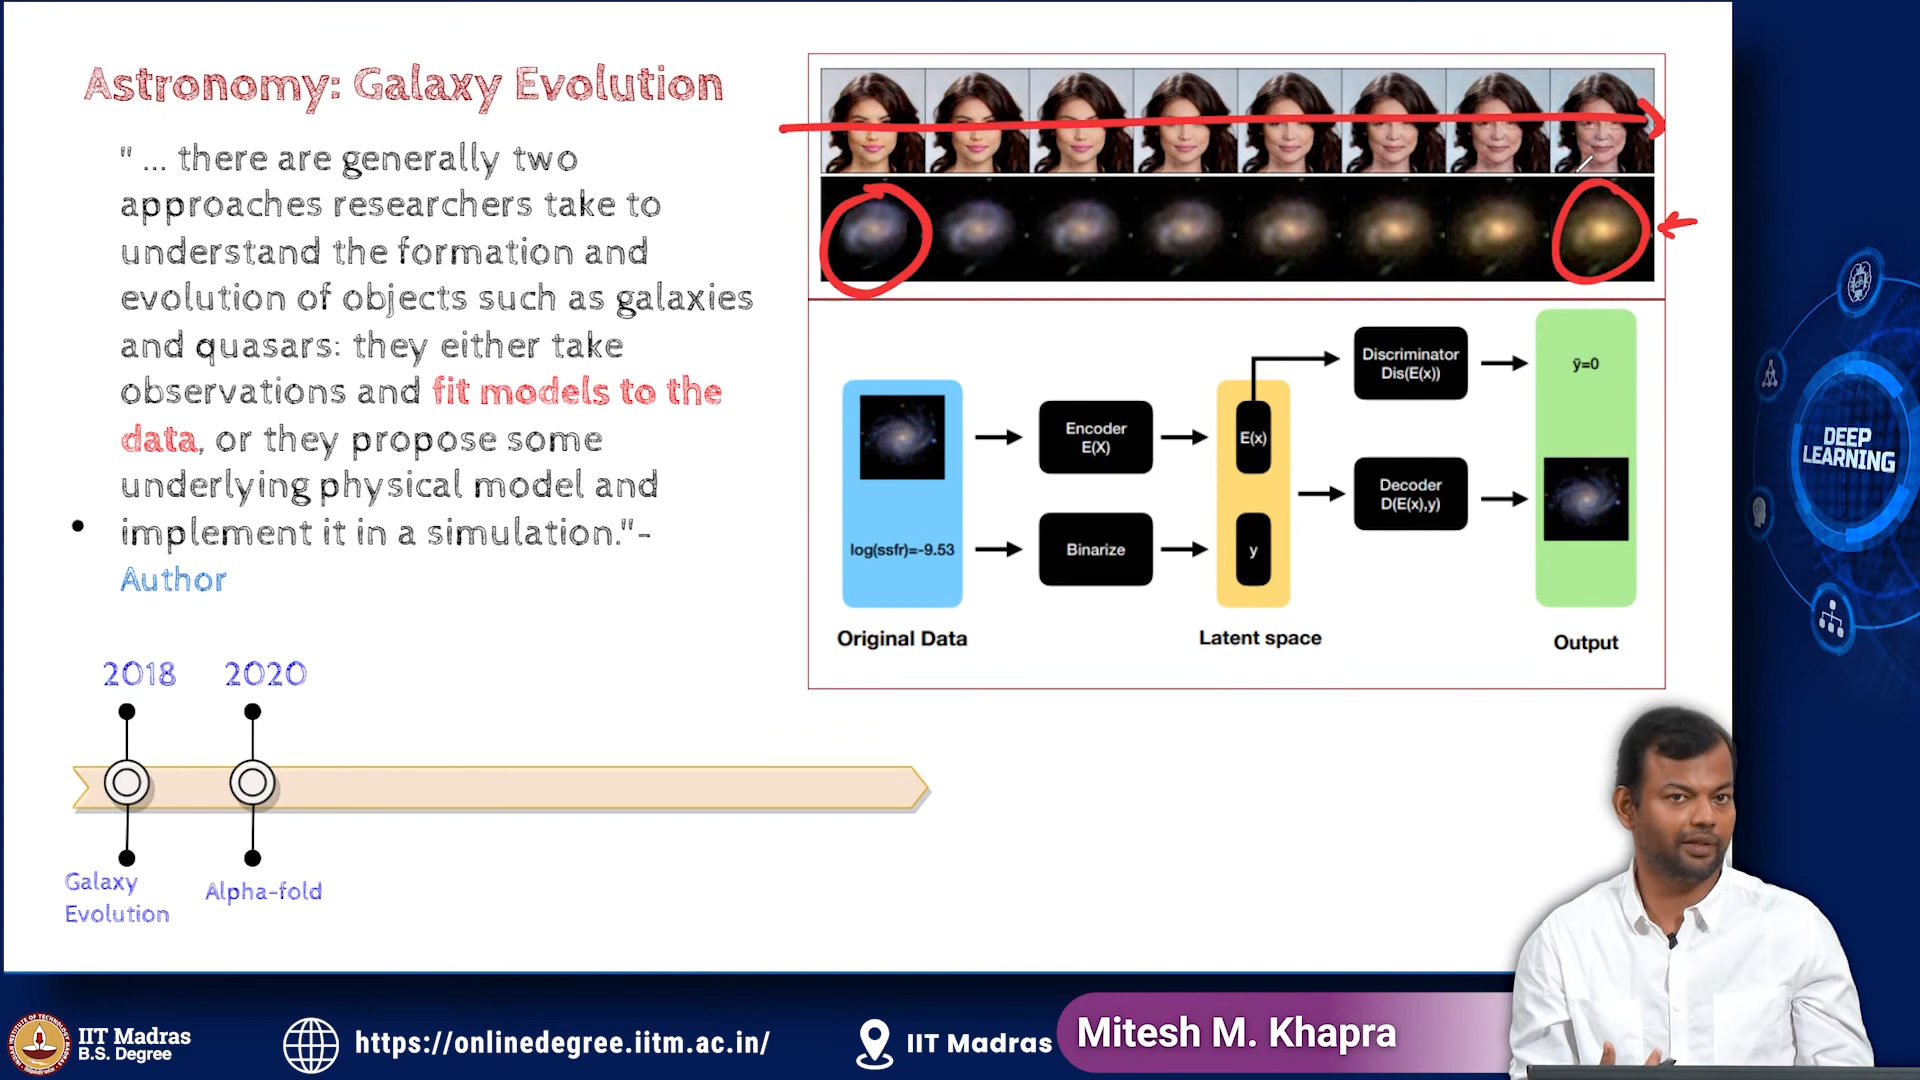 Astronomy: Galaxy Evolution
" ... there are generally two
approaches researchers take to
understand the formation and
evolution of objects such as galaxies
and quasars: they either take
observations and fit models to the
data, or they propose some
underlying physical model and
• implement it in a simulation."-
Author
2018
2020
Galaxy
Evolution
Alpha-fold
log(ssfr)=-9.53
Original Data
Encoder
E(X)
Binarize
E(x)
y
Latent space
Discriminator
Dis(E(x))
Decoder
D(E(x),y)
ŷ=0
Output
DEEP
LEARNING
IIT Madras
B.S. Degree
https://onlinedegree.iitm.ac.in/
IIT Madras
Mitesh M. Khapra